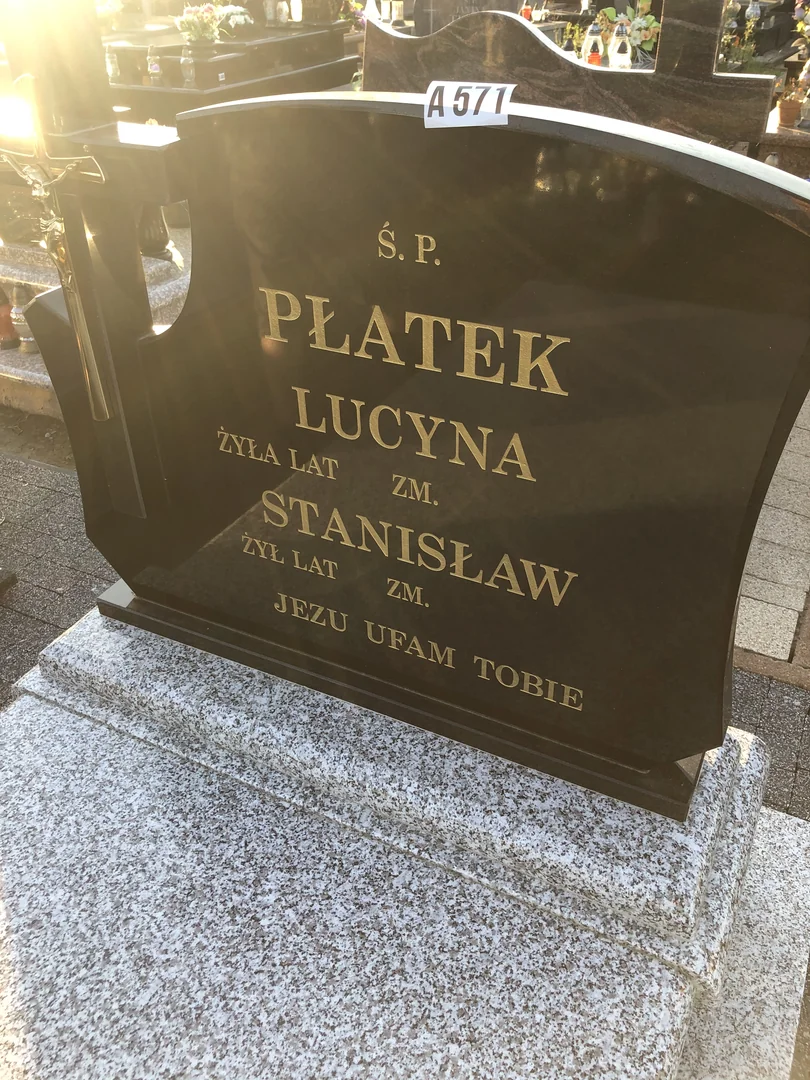 A 571
Ś. P.
PŁATEK
LUCYNA
ŻYŁA LAT ZM.
STANISŁAW
ŻYŁ LAT ZM.
JEZU UFAM TOBIE